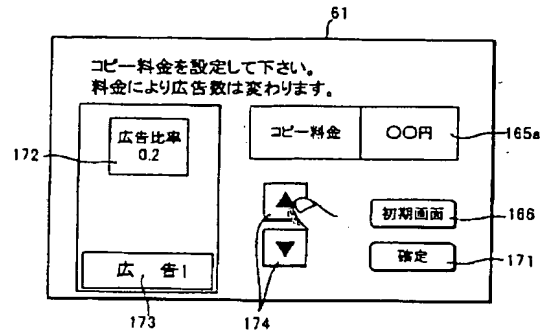 61
コピー料金を設定して下さい。
料金により広告数は変わります。
広告比率
0.2
172
コピー料金
〇〇円
165a
▲
初期画面
166
▼
確定
171
広 告1
173
174